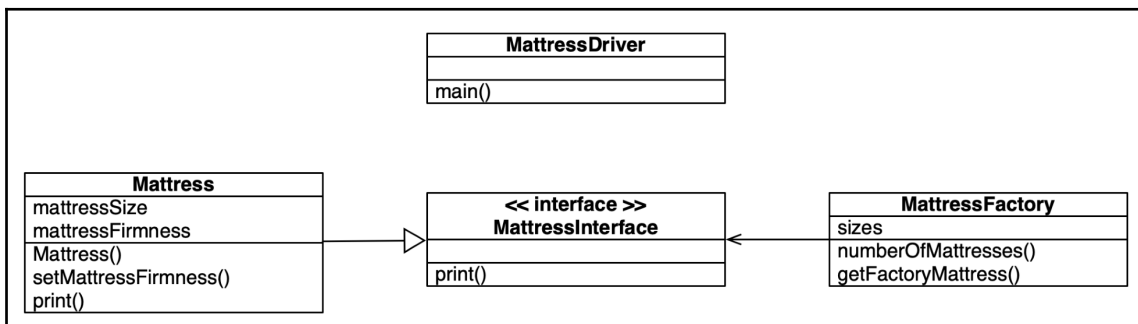 MattressDriver
main()
Mattress
mattressSize
mattressFirmness
Mattress()
setMattressFirmness()
print()
<< interface >>
MattressInterface
print()
MattressFactory
sizes
numberOfMattresses()
getFactoryMattress()